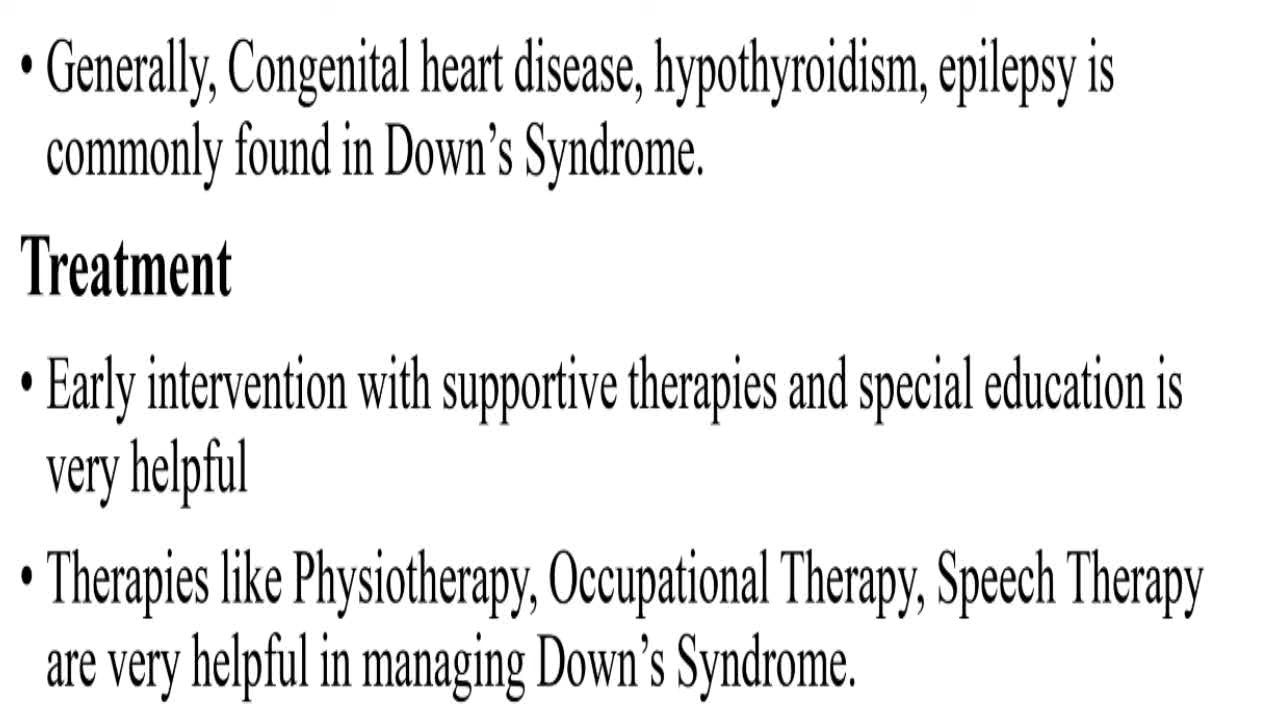 • Generally, Congenital heart disease, hypothyroidism, epilepsy is
commonly found in Down’s Syndrome.
Treatment
• Early intervention with supportive therapies and special education is
very helpful
• Therapies like Physiotherapy, Occupational Therapy, Speech Therapy
are very helpful in managing Down’s Syndrome.